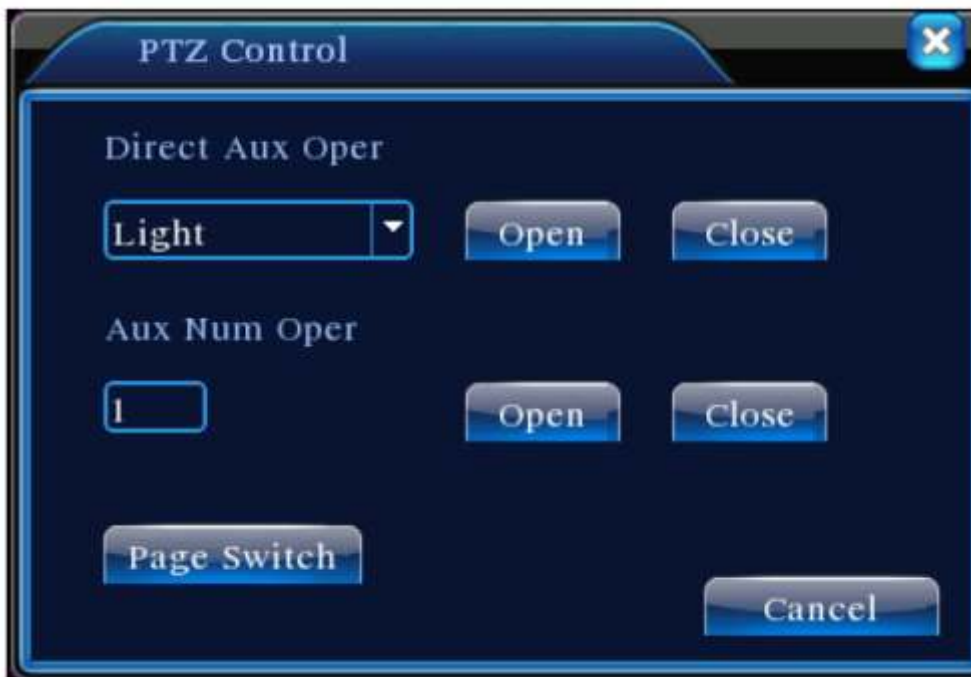 PTZ Control
Direct Aux Oper
Light Open Close
Aux Num Oper
1 Open Close
Page Switch
Cancel